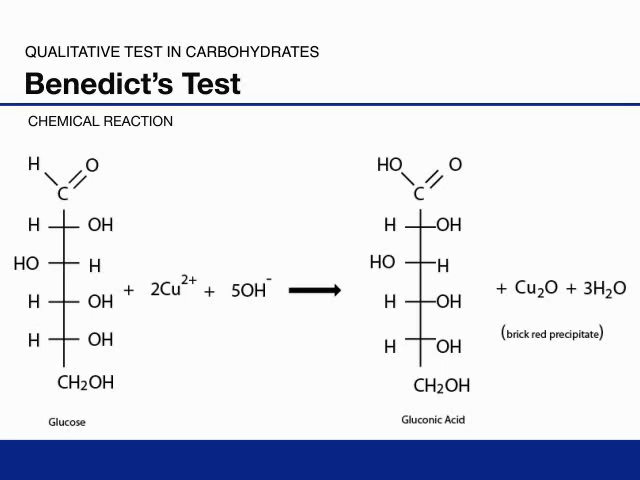 QUALITATIVE TEST IN CARBOHYDRATES
Benedict's Test
CHEMICAL REACTION
H O HO O
C C
H OH H OH
HO H HO H
+ 2Cu²⁺ + 5OH⁻ + Cu₂O + 3H₂O
H OH H OH
(brick red precipitate)
H OH H OH
CH₂OH CH₂OH
Glucose Gluconic Acid